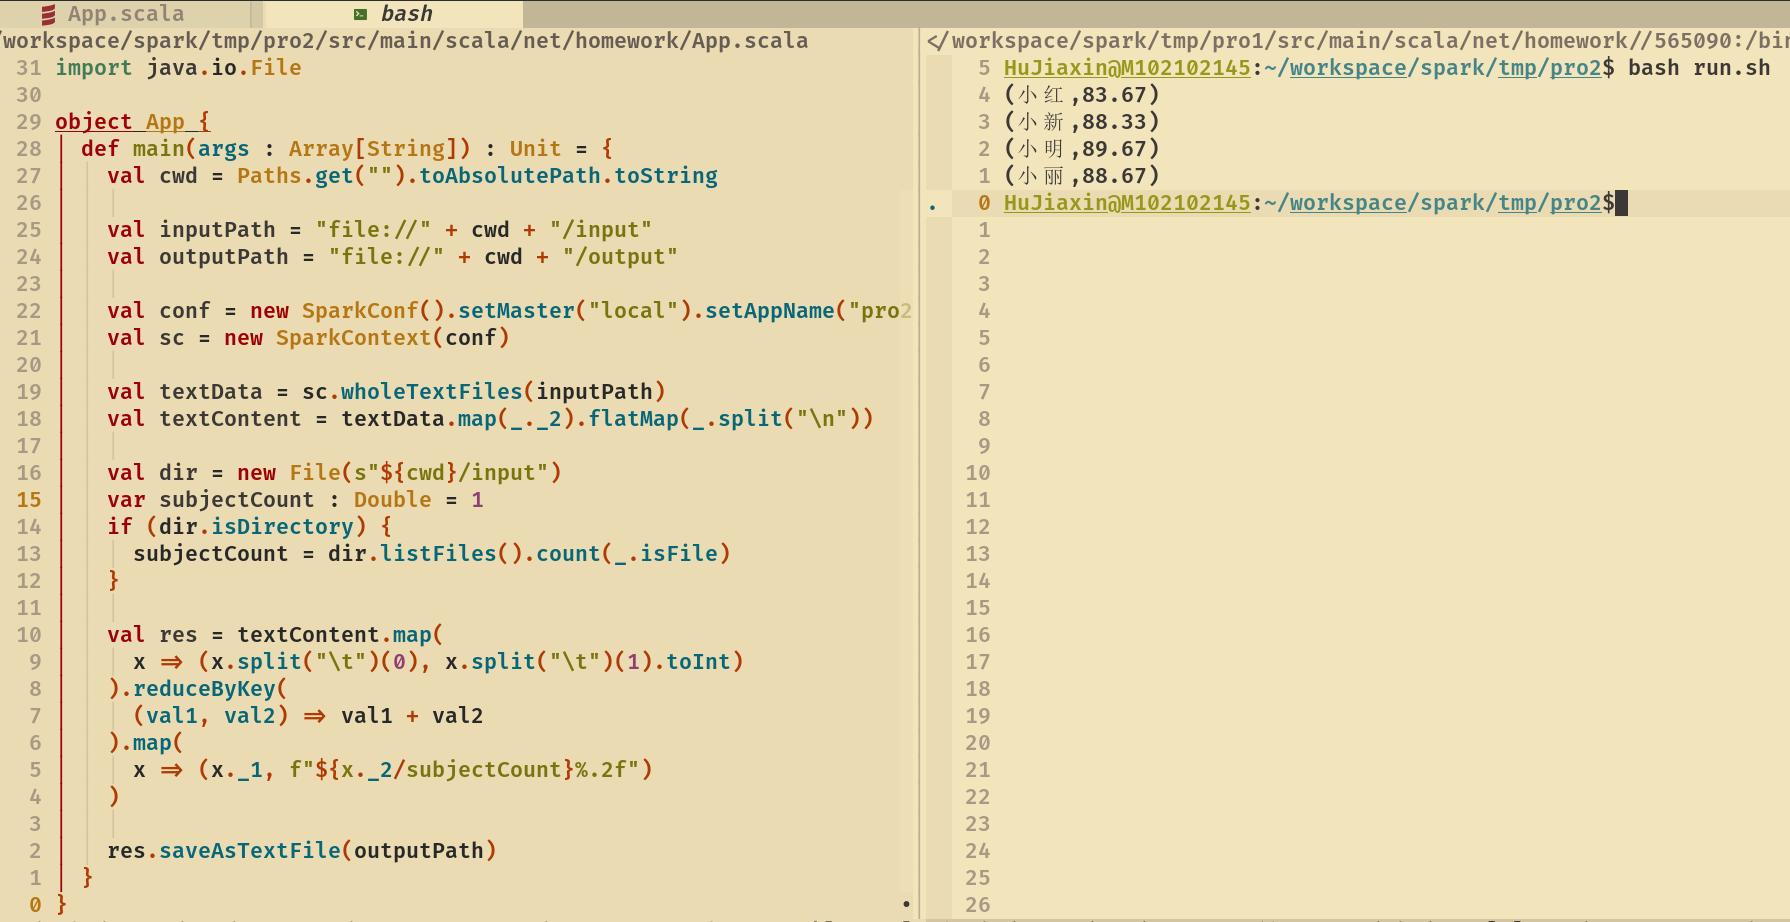 App.scala
bash
/workspace/spark/tmp/pro2/src/main/scala/net/homework/App.scala
31 import java.io.File
30
29 object App {
28 def main(args : Array[String]) : Unit = {
27 val cwd = Paths.get("").toAbsolutePath.toString
26
25 val inputPath = "file://" + cwd + "/input"
24 val outputPath = "file://" + cwd + "/output"
23
22 val conf = new SparkConf().setMaster("local").setAppName("pro2
21 val sc = new SparkContext(conf)
20
19 val textData = sc.wholeTextFiles(inputPath)
18 val textContent = textData.map(_._2).flatMap(_.split("\n"))
17
16 val dir = new File(s"${cwd}/input")
15 var subjectCount : Double = 1
14 if (dir.isDirectory) {
13 subjectCount = dir.listFiles().count(_.isFile)
12 }
11
10 val res = textContent.map(
9 x => (x.split("\t")(0), x.split("\t")(1).toInt)
8 ).reduceByKey(
7 (val1, val2) => val1 + val2
6 ).map(
5 x => (x._1, f"${x._2/subjectCount}%.2f")
4 )
3
2 res.saveAsTextFile(outputPath)
1 }
0 }
</workspace/spark/tmp/pro1/src/main/scala/net/homework//565090:/bin
5 HuJiaxin@M102102145:~/workspace/spark/tmp/pro2$ bash run.sh
4 (小红,83.67)
3 (小新,88.33)
2 (小明,89.67)
1 (小丽,88.67)
0 HuJiaxin@M102102145:~/workspace/spark/tmp/pro2$
1
2
3
4
5
6
7
8
9
10
11
12
13
14
15
16
17
18
19
20
21
22
23
24
25
26